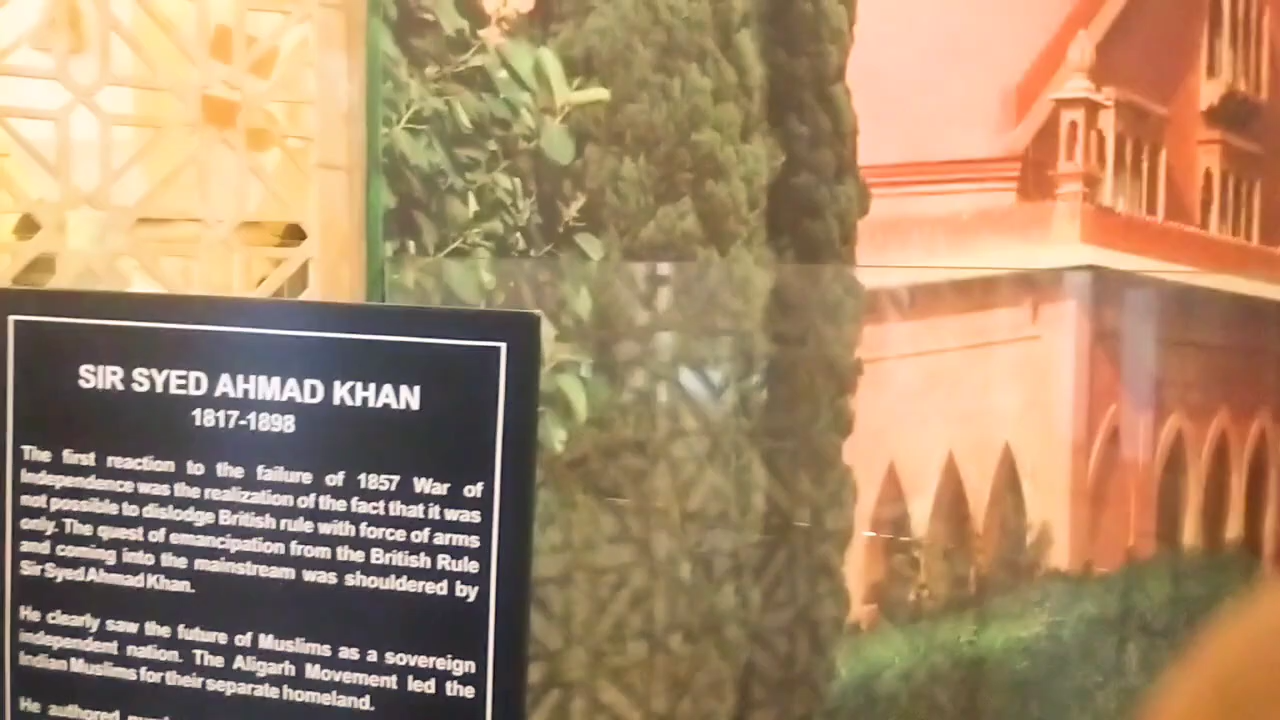 SIR SYED AHMAD KHAN
1817-1898
The first reaction to the failure of 1857 War of
Independence was the realization of the fact that it was
not possible to dislodge British rule with force of arms
only. The quest of emancipation from the British Rule
and coming into the mainstream was shouldered by
Sir Syed Ahmad Khan.
He clearly saw the future of Muslims as a sovereign
independent nation. The Aligarh Movement led the
Indian Muslims for their separate homeland.
He authored